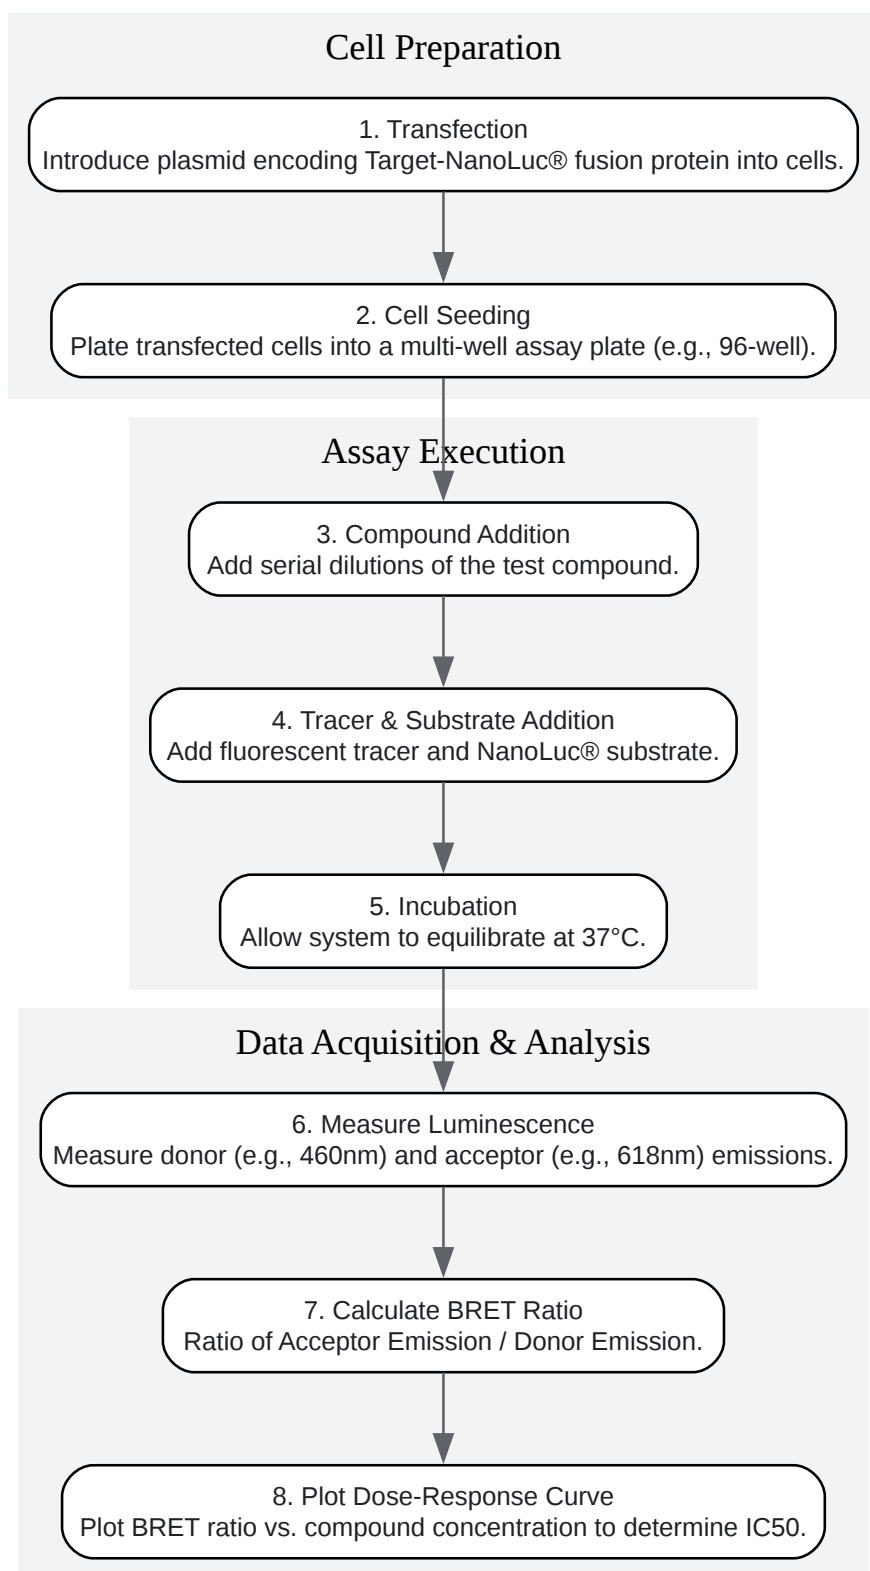 Cell Preparation
1. Transfection
Introduce plasmid encoding Target-NanoLuc® fusion protein into cells.
2. Cell Seeding
Plate transfected cells into a multi-well assay plate (e.g., 96-well).
Assay Execution
3. Compound Addition
Add serial dilutions of the test compound.
4. Tracer & Substrate Addition
Add fluorescent tracer and NanoLuc® substrate.
5. Incubation
Allow system to equilibrate at 37°C.
Data Acquisition & Analysis
6. Measure Luminescence
Measure donor (e.g., 460nm) and acceptor (e.g., 618nm) emissions.
7. Calculate BRET Ratio
Ratio of Acceptor Emission / Donor Emission.
8. Plot Dose-Response Curve
Plot BRET ratio vs. compound concentration to determine IC50.